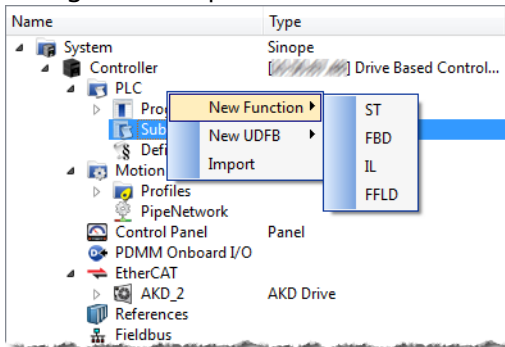 Name Type
System Sinope
Controller [ ] Drive Based Control...
PLC
New Function ST
Sub New UDFB FBD
Defi Import IL
FFLD
Motion
Profiles
PipeNetwork
Control Panel Panel
PDMM Onboard I/O
EtherCAT
AKD_2 AKD Drive
References
Fieldbus